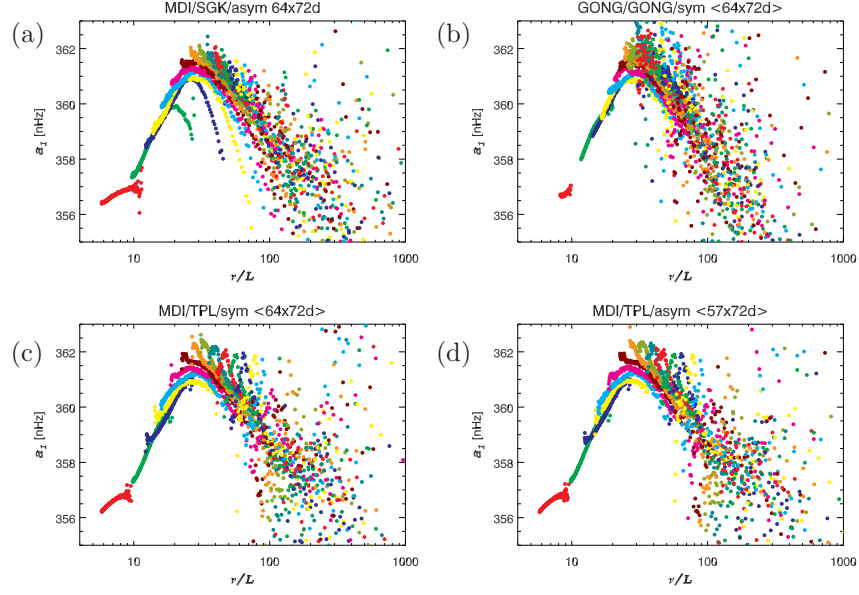 (a)
MDI/SGK/asym 64x72d
362
360
358
356
a₁ [nHz]
10
100
1000
ν/L
(b)
GONG/GONG/sym <64x72d>
362
360
358
356
a₁ [nHz]
10
100
1000
ν/L
(c)
MDI/TPL/sym <64x72d>
362
360
358
356
a₁ [nHz]
10
100
1000
ν/L
(d)
MDI/TPL/asym <57x72d>
362
360
358
356
a₁ [nHz]
10
100
1000
ν/L